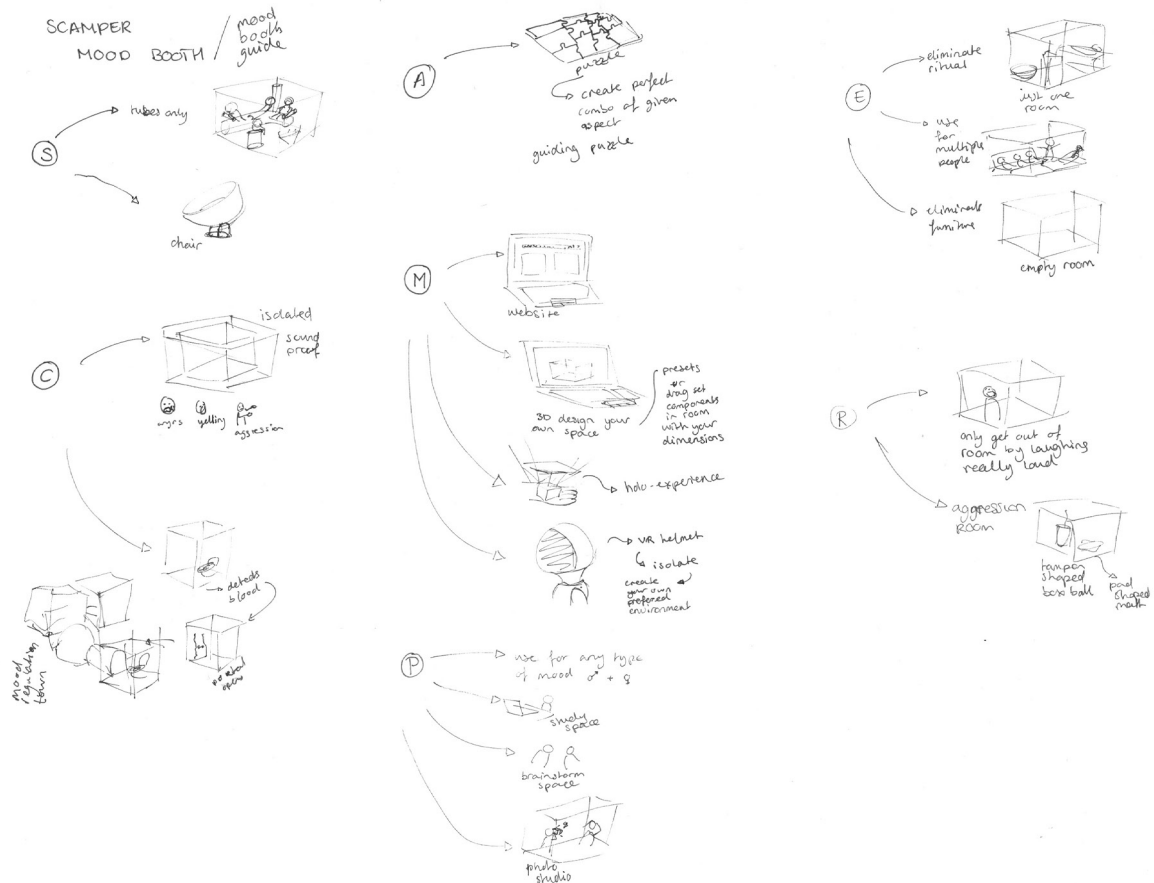 SCAMPER
MOOD BOOTH /
mood
booth
guide
S
tubes only
chair
C
isolated
sound
proof
angry
yelling
aggression
detects
blood
portal
opens
mood
regulation
town
A
puzzle
create perfect
combo of given
aspect
guiding puzzle
M
website
3D design your
own space
presets
or
drag set
components
in room
with your
dimensions
holo-experience
VR helmet
isolate
create
your own
preferred
environment
P
use for any type
of mood ♂ + ♀
study
space
brainstorm
space
photo
studio
E
eliminate
ritual
just one
room
use
for
multiple
people
eliminate
furniture
empty room
R
only get out of
room by laughing
really loud
aggression
ROOM
tampon
shaped
box ball
pad
shaped